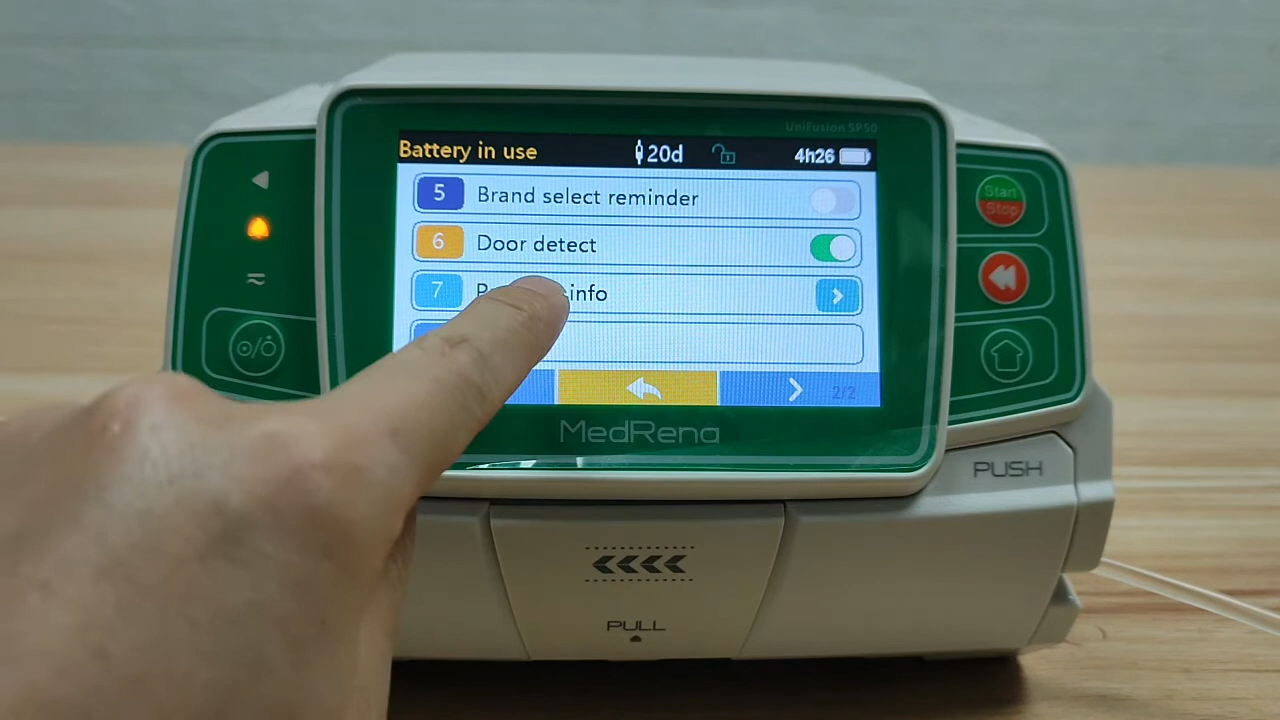 UniFusion SP50
Battery in use 20d 4h26
5 Brand select reminder
6 Door detect
7 info
2/2
MedRena
Start
Stop
PUSH
PULL